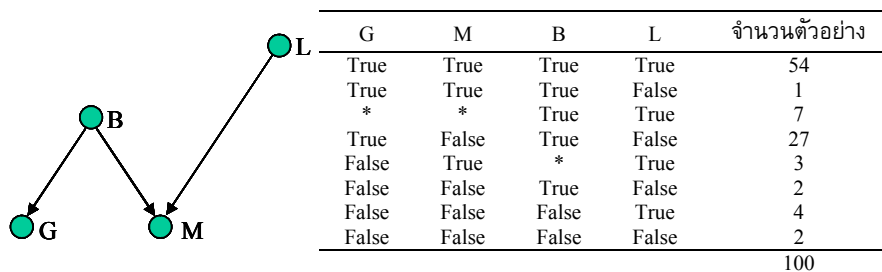 L
B
G
M
G M B L จำนวนตัวอย่าง
True True True True 54
True True True False 1
* * True True 7
True False True False 27
False True * True 3
False False True False 2
False False False True 4
False False False False 2
100